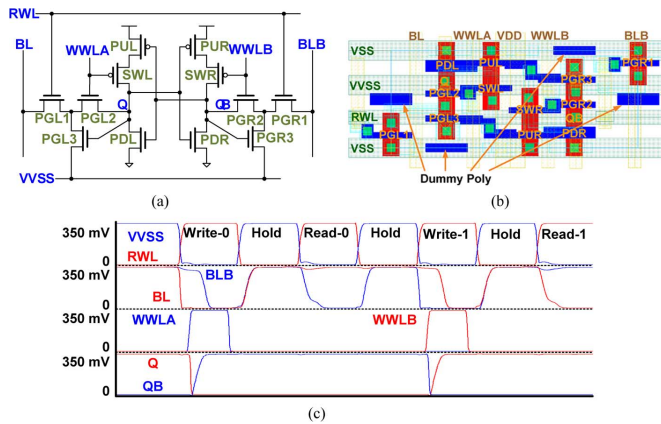 RWL
BL WWLA PUL PUR WWLB BLB
SWL SWR
Q QB
PGL1 PGL2 PGR2 PGR1
PGL3 PDL PDR PGR3
VVSS
(a)
BL WWLA VDD WWLB BLB
VSS
PDL PUL PGR1
PGR3
VVSS
PGL2 SWL PGR2
SWR
RWL
PGL3 QB
PGL1 PUR PDR
VSS
Dummy Poly
(b)
350 mV VVSS Write-0 Hold Read-0 Hold Write-1 Hold Read-1
0 RWL
350 mV BLB
BL
0
350 mV WWLA WWLB
0
350 mV Q
QB
0
(c)